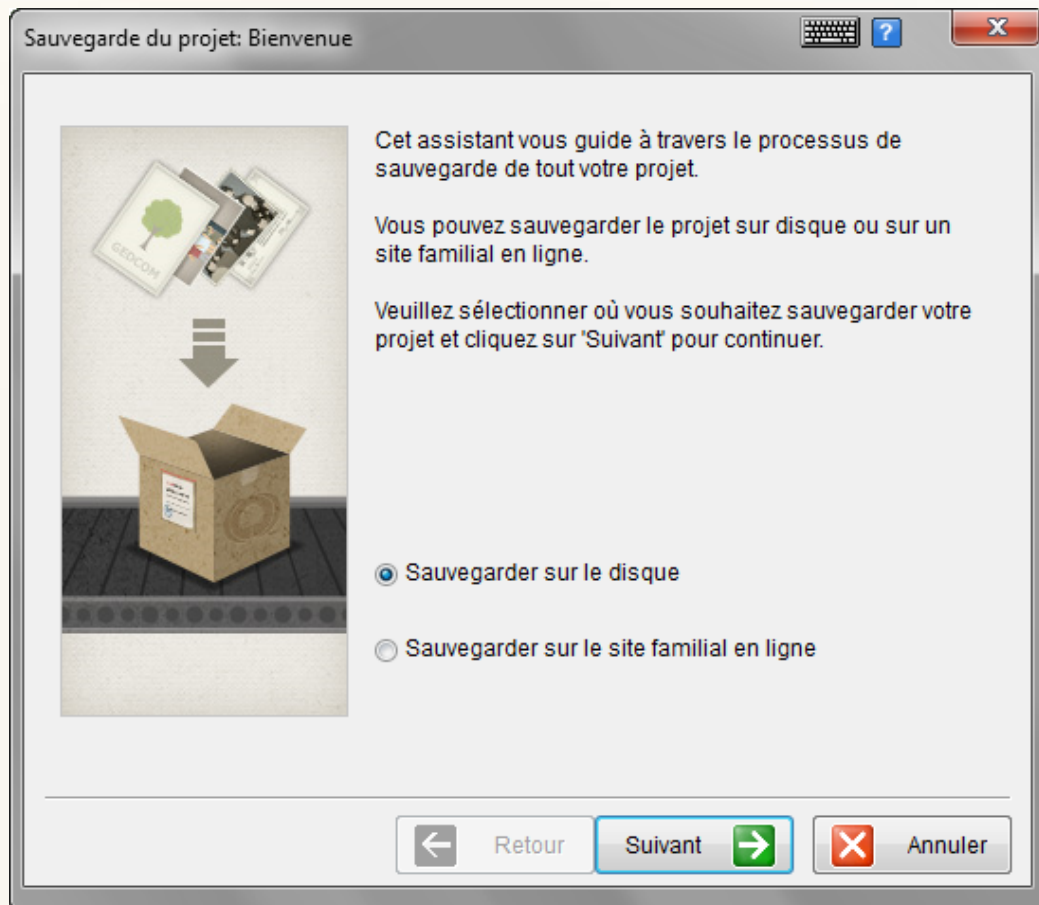 Sauvegarde du projet: Bienvenue
GEDCOM
Cet assistant vous guide à travers le processus de
sauvegarde de tout votre projet.
Vous pouvez sauvegarder le projet sur disque ou sur un
site familial en ligne.
Veuillez sélectionner où vous souhaitez sauvegarder votre
projet et cliquez sur 'Suivant' pour continuer.
Sauvegarder sur le disque
Sauvegarder sur le site familial en ligne
Retour
Suivant
Annuler